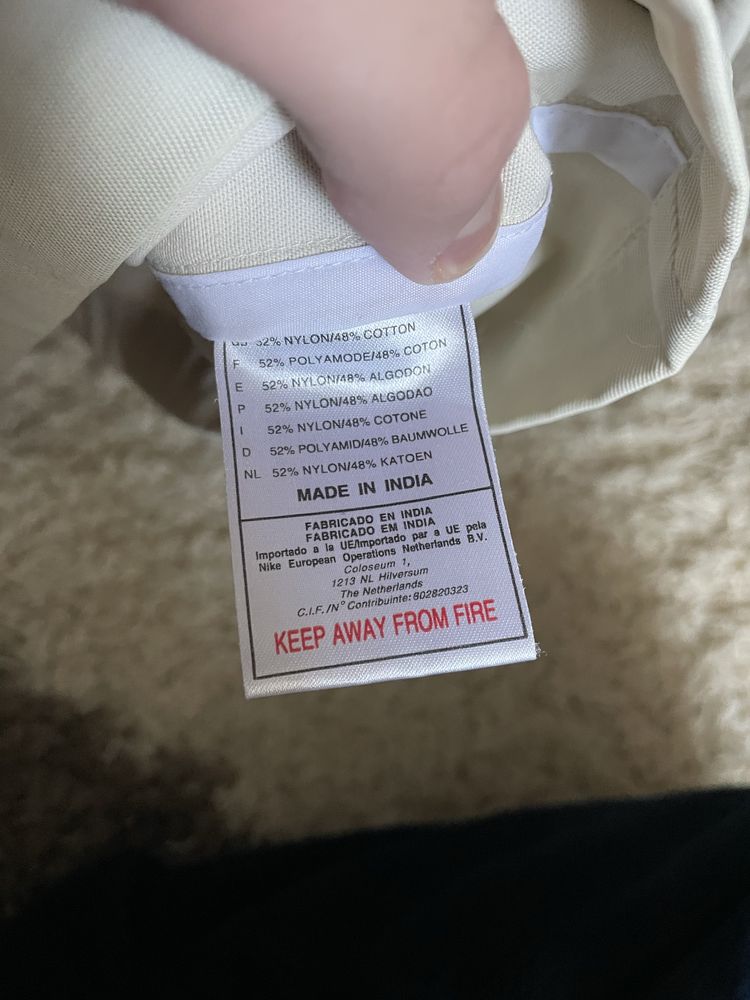 52% NYLON/48% COTTON
F 52% POLYAMODE/48% COTON
E 52% NYLON/48% ALGODON
P 52% NYLON/48% ALGODAO
I 52% NYLON/48% COTONE
D 52% POLYAMID/48% BAUMWOLLE
NL 52% NYLON/48% KATOEN
MADE IN INDIA
FABRICADO EN INDIA
FABRICADO EM INDIA
Importado a la UE/Importado par a UE pela
Nike European Operations Netherlands B.V.
Coloseum 1,
1213 NL Hilversum
The Netherlands
C.I.F./N° Contribuinte: 802820323
KEEP AWAY FROM FIRE